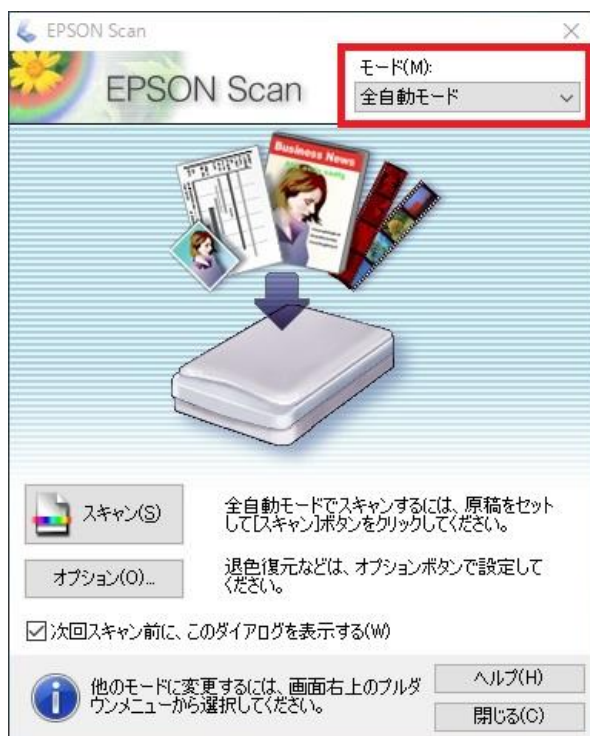 EPSON Scan
モード(M):
EPSON Scan
全自動モード
Business News
スキャン(S)
全自動モードでスキャンするには、原稿をセット
して[スキャン]ボタンをクリックしてください。
オプション(O)...
退色復元などは、オプションボタンで設定して
ください。
次回スキャン前に、このダイアログを表示する(W)
他のモードに変更するには、画面右上のプルダ
ウンメニューから選択してください。
ヘルプ(H)
閉じる(C)